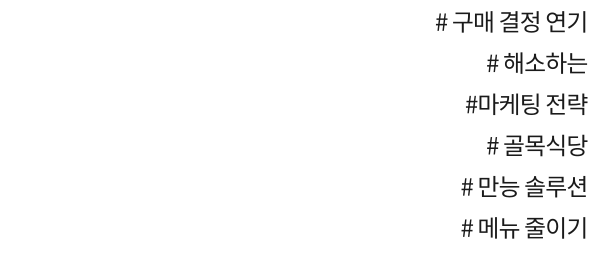 # 구매 결정 연기
# 해소하는
#마케팅 전략
# 골목식당
# 만능 솔루션
# 메뉴 줄이기